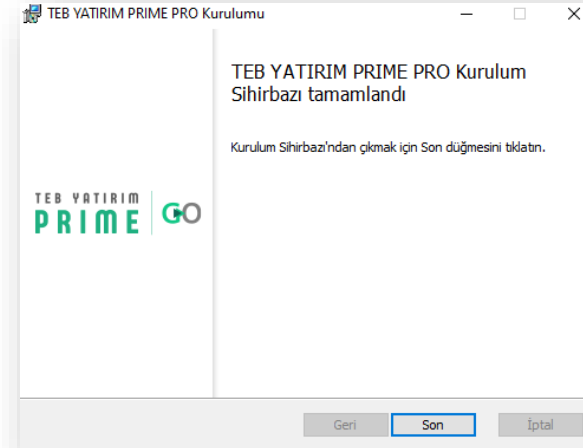 TEB YATIRIM PRIME PRO Kurulumu
TEB YATIRIM PRIME PRO Kurulum
Sihirbazı tamamlandı
Kurulum Sihirbazı'ndan çıkmak için Son düğmesini tıklatın.
TEB YATIRIM
PRIME GO
Geri Son İptal